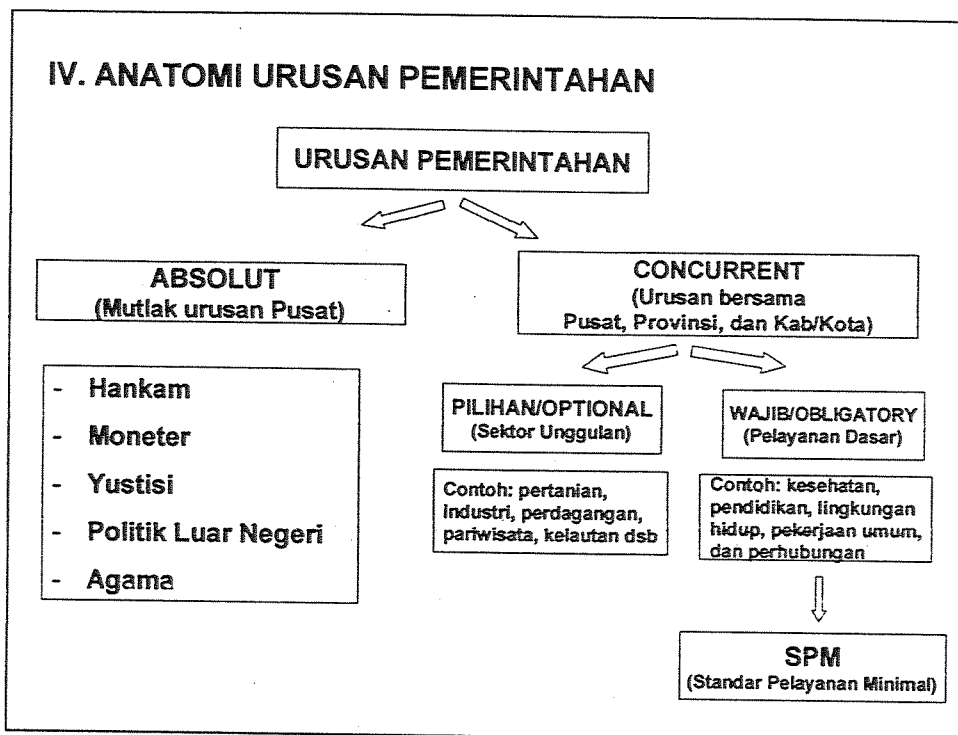 IV. ANATOMI URUSAN PEMERINTAHAN
URUSAN PEMERINTAHAN
ABSOLUT
(Mutlak urusan Pusat)
- Hankam
- Moneter
- Yustisi
- Politik Luar Negeri
- Agama
CONCURRENT
(Urusan bersama
Pusat, Provinsi, dan Kab/Kota)
PILIHAN/OPTIONAL
(Sektor Unggulan)
Contoh: pertanian,
industri, perdagangan,
pariwisata, kelautan dsb
WAJIB/OBLIGATORY
(Pelayanan Dasar)
Contoh: kesehatan,
pendidikan, lingkungan
hidup, pekerjaan umum,
dan perhubungan
SPM
(Standar Pelayanan Minimal)